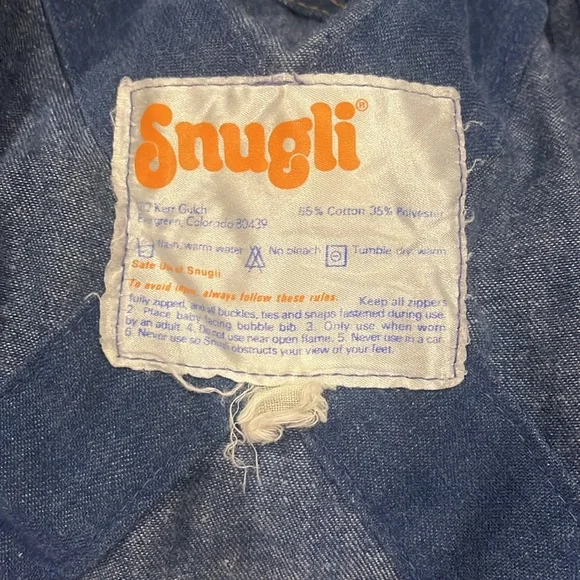 Snugli®
Kerr Gulch
Evergreen, Colorado 80439
65% Cotton 35% Polyester
warm water No bleach Tumble dry, warm
Safe Use of Snugli
To avoid injury, always follow these rules. Keep all zippers
fully zipped, and all buckles, ties and snaps fastened during use.
2. Place baby facing bubble bib 3. Only use when worn
by an adult. 4. Do not use near open flame. 5. Never use in a car.
6. Never use so Snugli obstructs your view of your feet.